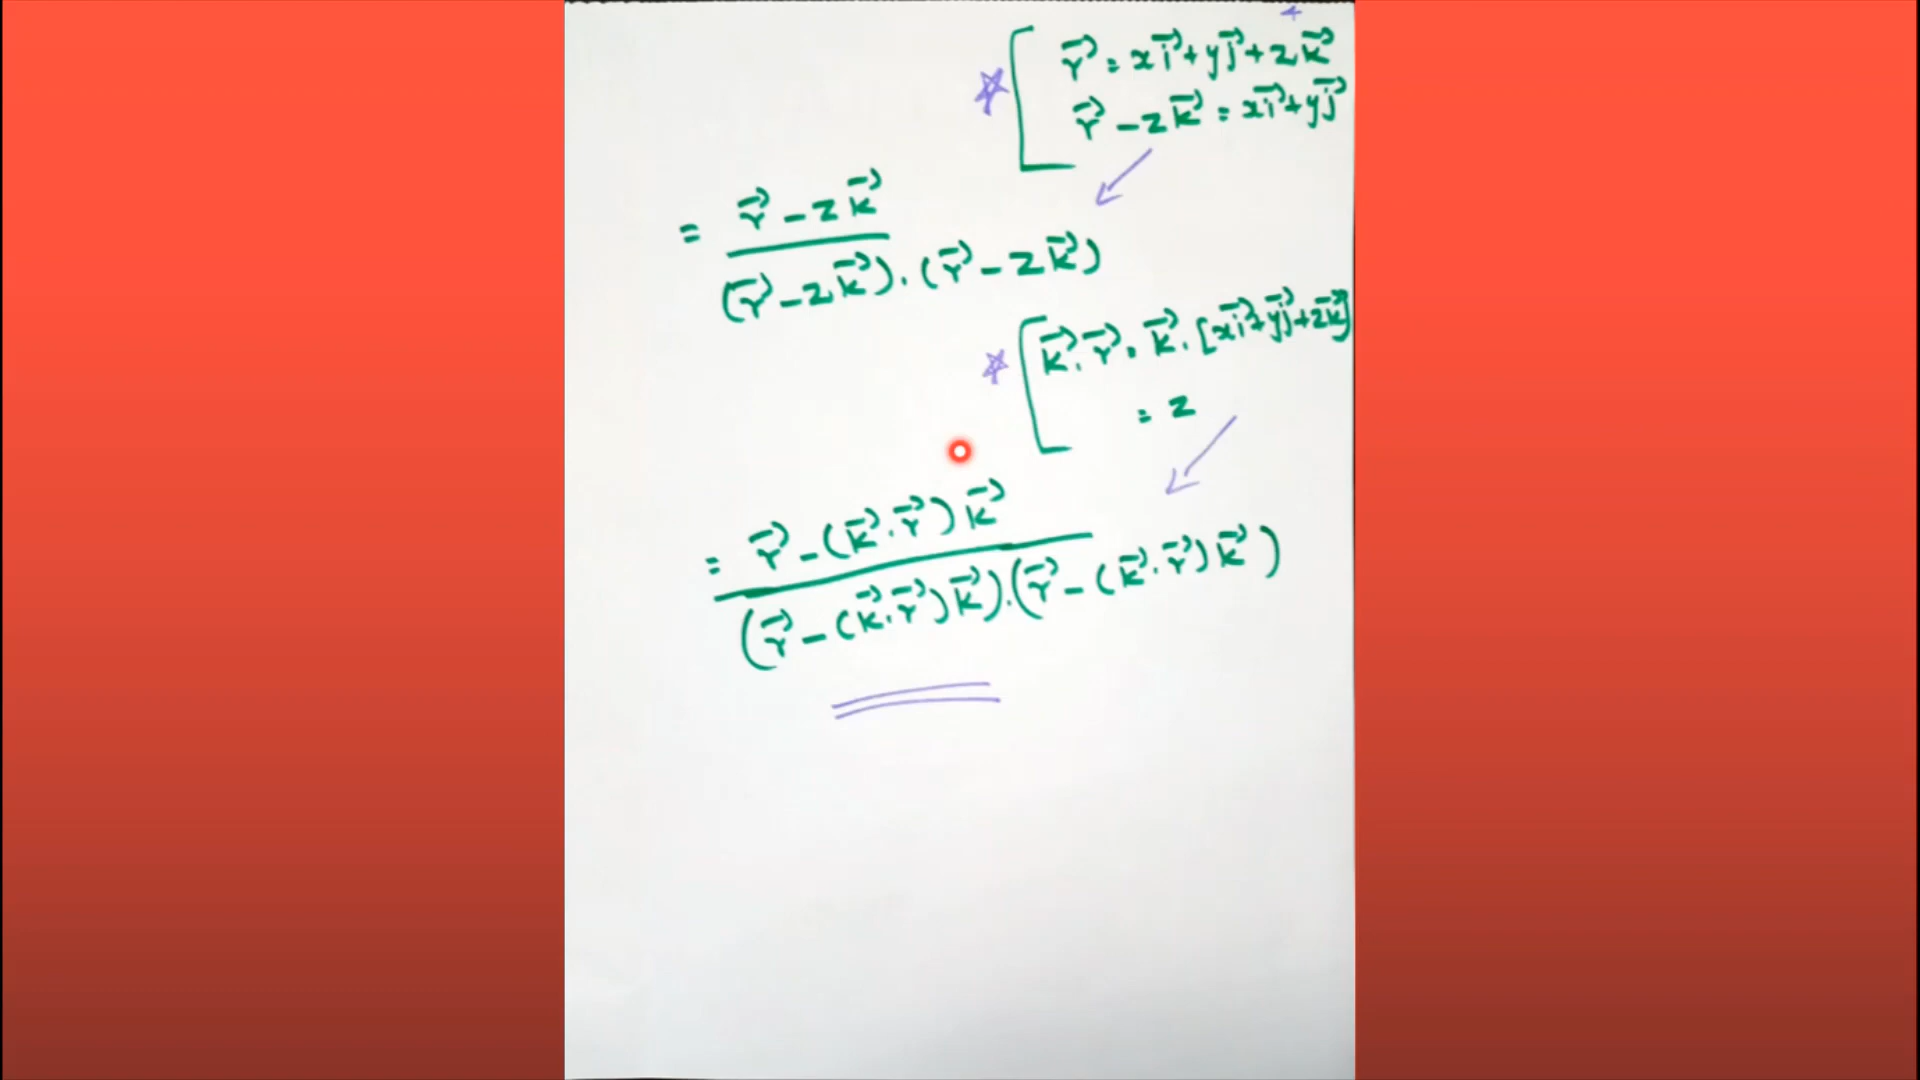 r⃗ = xi⃗ + yj⃗ + zk⃗
r⃗ - zk⃗ = xi⃗ + yj⃗
= r⃗ - zk⃗
(r⃗ - zk⃗) . (r⃗ - zk⃗)
k⃗ . r⃗ = k⃗ . [xi⃗ + yj⃗ + zk⃗]
= z
= r⃗ - (k⃗ . r⃗) k⃗
(r⃗ - (k⃗ . r⃗) k⃗) . (r⃗ - (k⃗ . r⃗) k⃗)